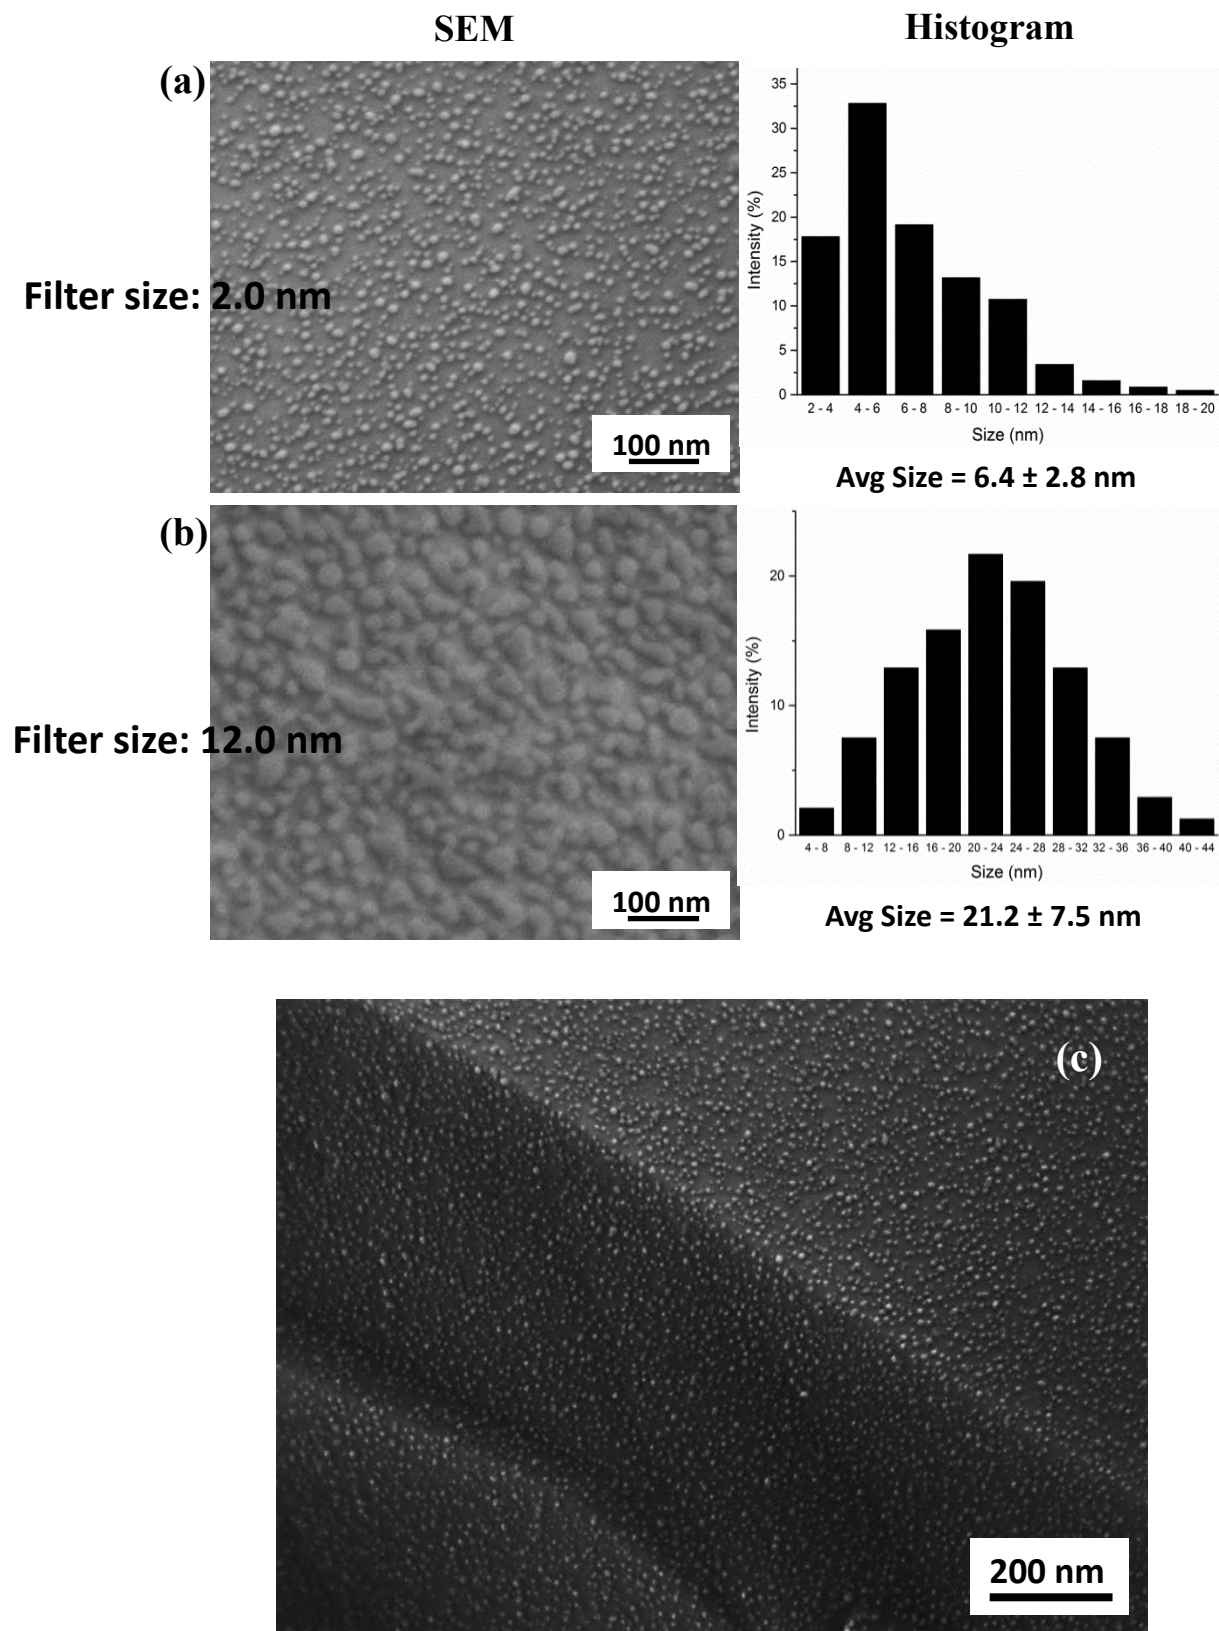 SEM
Histogram
(a)
Filter size: 2.0 nm
100 nm
35
30
25
20
15
10
5
0
Intensity (%)
2 - 4 4 - 6 6 - 8 8 - 10 10 - 12 12 - 14 14 - 16 16 - 18 18 - 20
Size (nm)
Avg Size = 6.4 ± 2.8 nm
(b)
Filter size: 12.0 nm
100 nm
20
10
0
Intensity (%)
4 - 8 8 - 12 12 - 16 16 - 20 20 - 24 24 - 28 28 - 32 32 - 36 36 - 40 40 - 44
Size (nm)
Avg Size = 21.2 ± 7.5 nm
(c)
200 nm